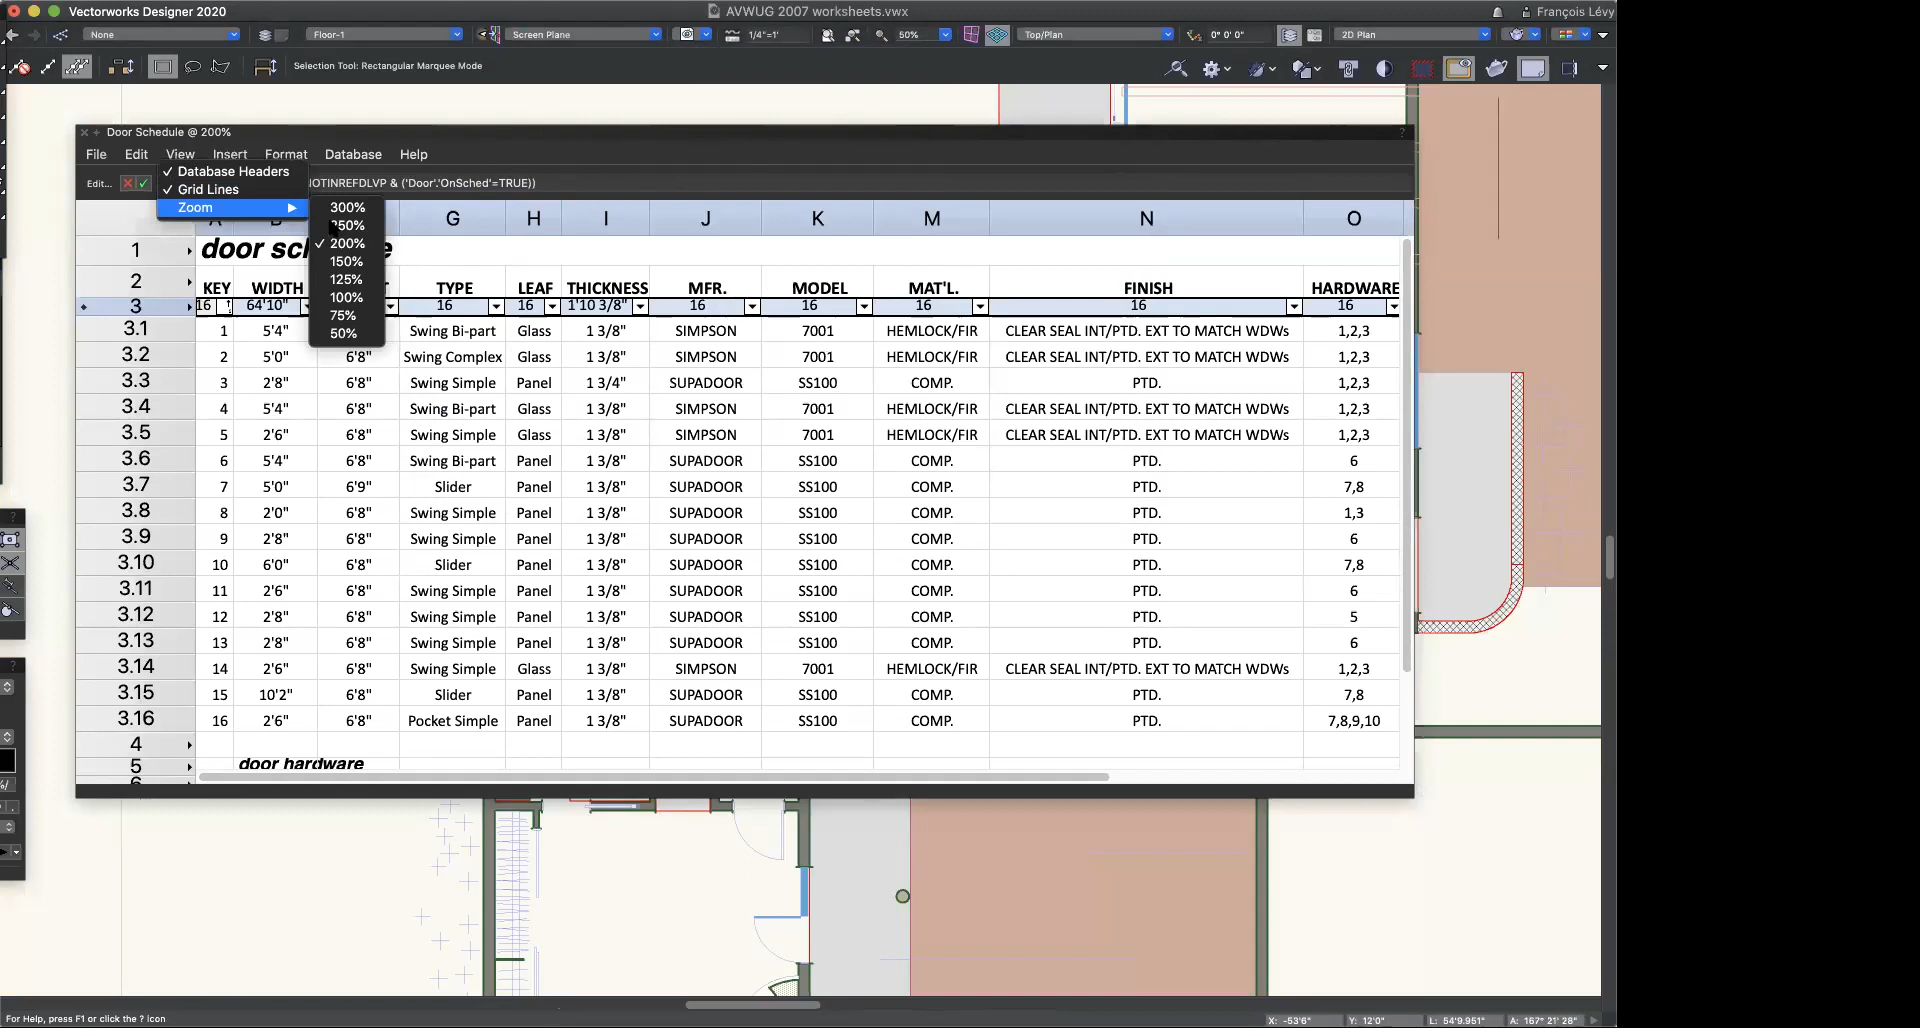 Vectorworks Designer 2020
AVWUG 2007 worksheets.vwx
François Lévy
None
Floor-1
Screen Plane
1/4"=1'
50%
Top/Plan
0° 0' 0"
2D Plan
Selection Tool: Rectangular Marquee Mode
Door Schedule @ 200%
?
File Edit View Insert Format Database Help
Edit... NOTINREFDLVP & ('Door'.'OnSched'=TRUE))
✓ Database Headers
✓ Grid Lines
Zoom
300%
250%
✓ 200%
150%
125%
100%
75%
50%
A B G H I J K M N O
1 door sch e
2 KEY WIDTH TYPE LEAF THICKNESS MFR. MODEL MAT'L. FINISH HARDWARE
3 16 64'10" 16 16 1'10 3/8" 16 16 16 16 16
3.1 1 5'4" Swing Bi-part Glass 1 3/8" SIMPSON 7001 HEMLOCK/FIR CLEAR SEAL INT/PTD. EXT TO MATCH WDWs 1,2,3
3.2 2 5'0" 6'8" Swing Complex Glass 1 3/8" SIMPSON 7001 HEMLOCK/FIR CLEAR SEAL INT/PTD. EXT TO MATCH WDWs 1,2,3
3.3 3 2'8" 6'8" Swing Simple Panel 1 3/4" SUPADOOR SS100 COMP. PTD. 1,2,3
3.4 4 5'4" 6'8" Swing Bi-part Glass 1 3/8" SIMPSON 7001 HEMLOCK/FIR CLEAR SEAL INT/PTD. EXT TO MATCH WDWs 1,2,3
3.5 5 2'6" 6'8" Swing Simple Glass 1 3/8" SIMPSON 7001 HEMLOCK/FIR CLEAR SEAL INT/PTD. EXT TO MATCH WDWs 1,2,3
3.6 6 5'4" 6'8" Swing Bi-part Panel 1 3/8" SUPADOOR SS100 COMP. PTD. 6
3.7 7 5'0" 6'9" Slider Panel 1 3/8" SUPADOOR SS100 COMP. PTD. 7,8
3.8 8 2'0" 6'8" Swing Simple Panel 1 3/8" SUPADOOR SS100 COMP. PTD. 1,3
3.9 9 2'8" 6'8" Swing Simple Panel 1 3/8" SUPADOOR SS100 COMP. PTD. 6
3.10 10 6'0" 6'8" Slider Panel 1 3/8" SUPADOOR SS100 COMP. PTD. 7,8
3.11 11 2'6" 6'8" Swing Simple Panel 1 3/8" SUPADOOR SS100 COMP. PTD. 6
3.12 12 2'8" 6'8" Swing Simple Panel 1 3/8" SUPADOOR SS100 COMP. PTD. 5
3.13 13 2'8" 6'8" Swing Simple Panel 1 3/8" SUPADOOR SS100 COMP. PTD. 6
3.14 14 2'6" 6'8" Swing Simple Glass 1 3/8" SIMPSON 7001 HEMLOCK/FIR CLEAR SEAL INT/PTD. EXT TO MATCH WDWs 1,2,3
3.15 15 10'2" 6'8" Slider Panel 1 3/8" SUPADOOR SS100 COMP. PTD. 7,8
3.16 16 2'6" 6'8" Pocket Simple Panel 1 3/8" SUPADOOR SS100 COMP. PTD. 7,8,9,10
4
5 door hardware
6
For Help, press F1 or click the ? icon
X: -53'6" Y: 12'0" L: 54'9.951" A: 167° 21' 28"